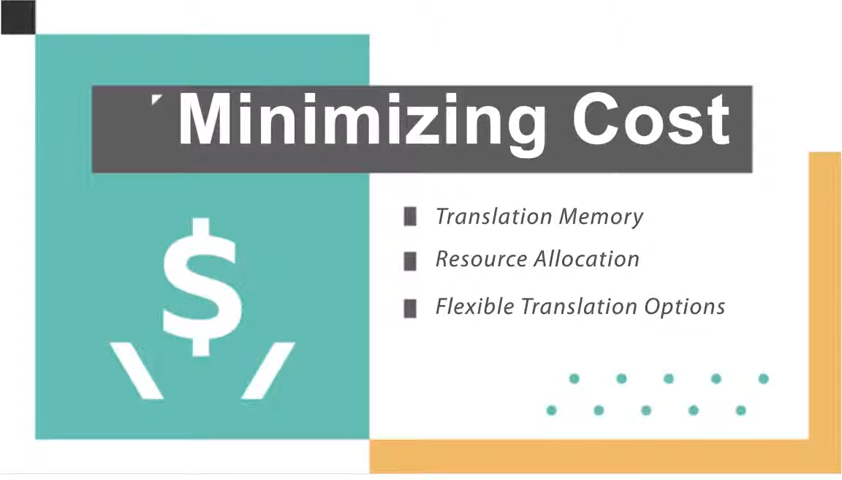 Minimizing Cost
Translation Memory
Resource Allocation
Flexible Translation Options
$